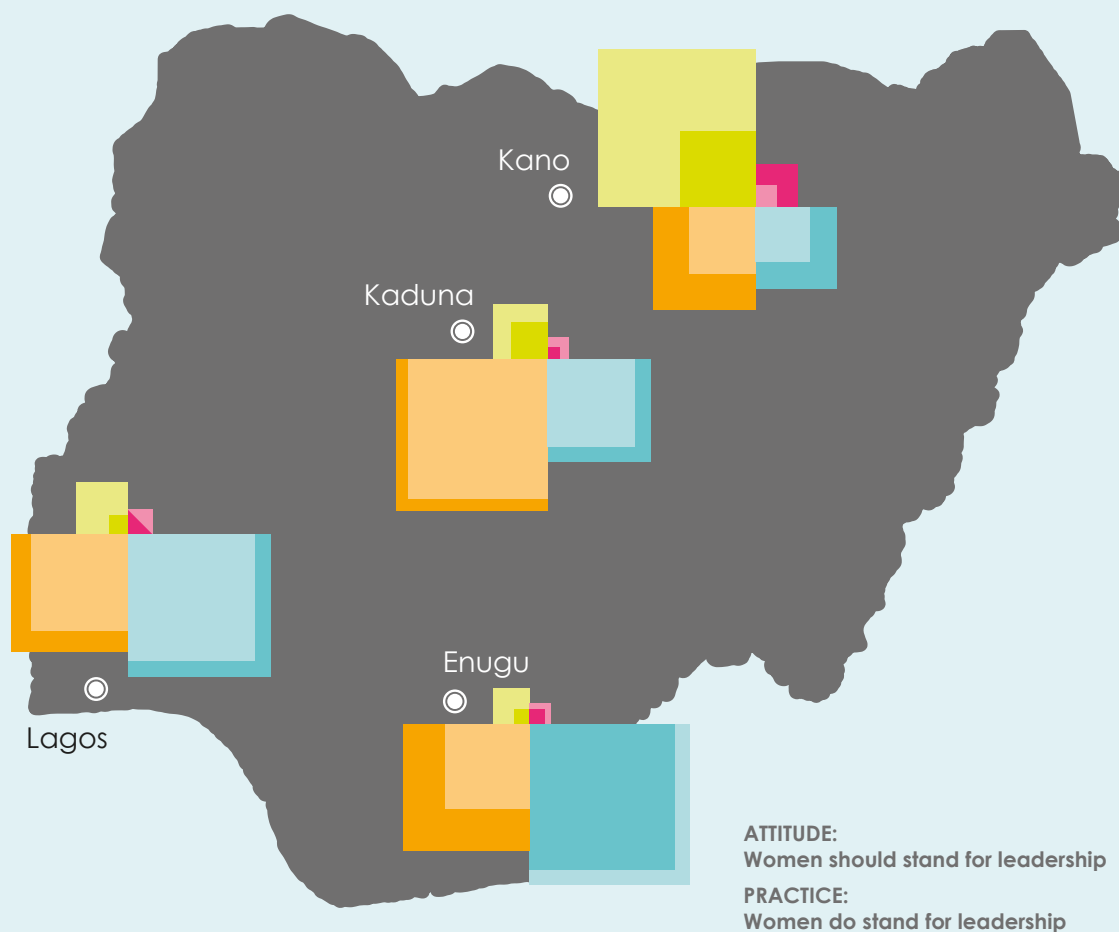 Kano
Kaduna
Enugu
Lagos
ATTITUDE:
Women should stand for leadership
PRACTICE:
Women do stand for leadership